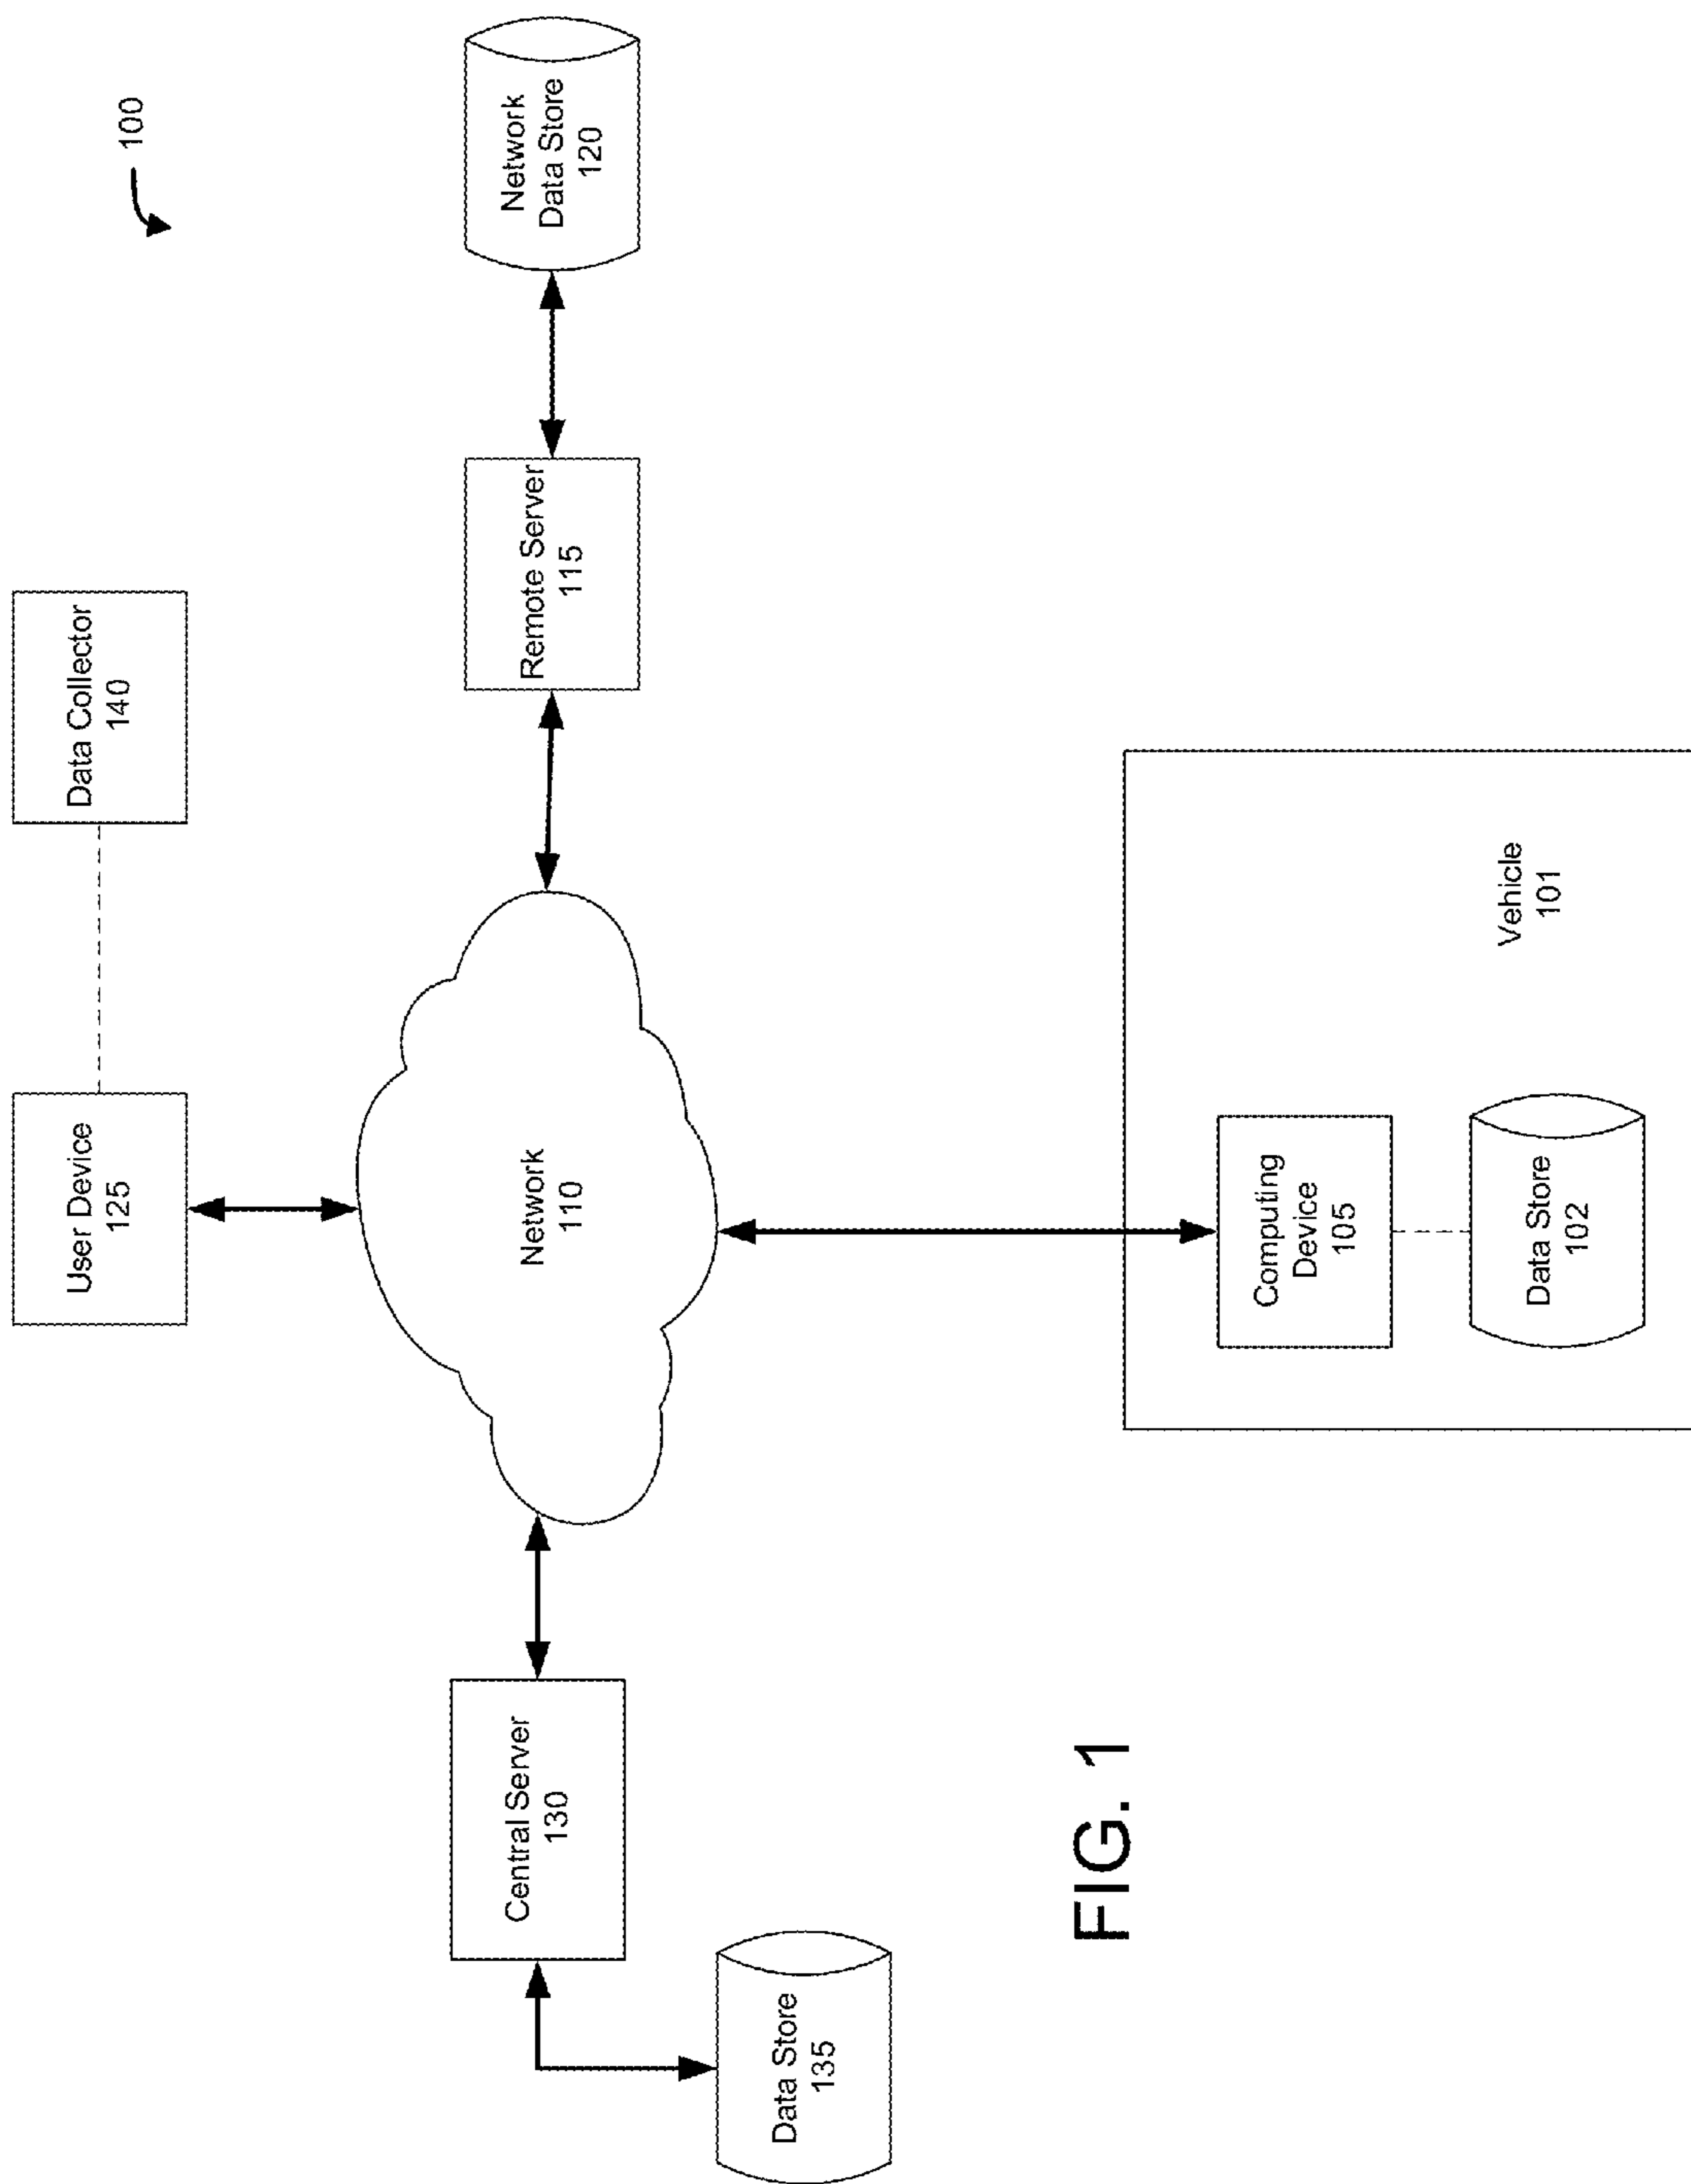 100
Data Collector
140
User Device
125
Network
Data Store
120
Remote Server
115
Network
110
Central Server
130
Data Store
135
Computing
Device
105
Data Store
102
Vehicle
101
FIG. 1